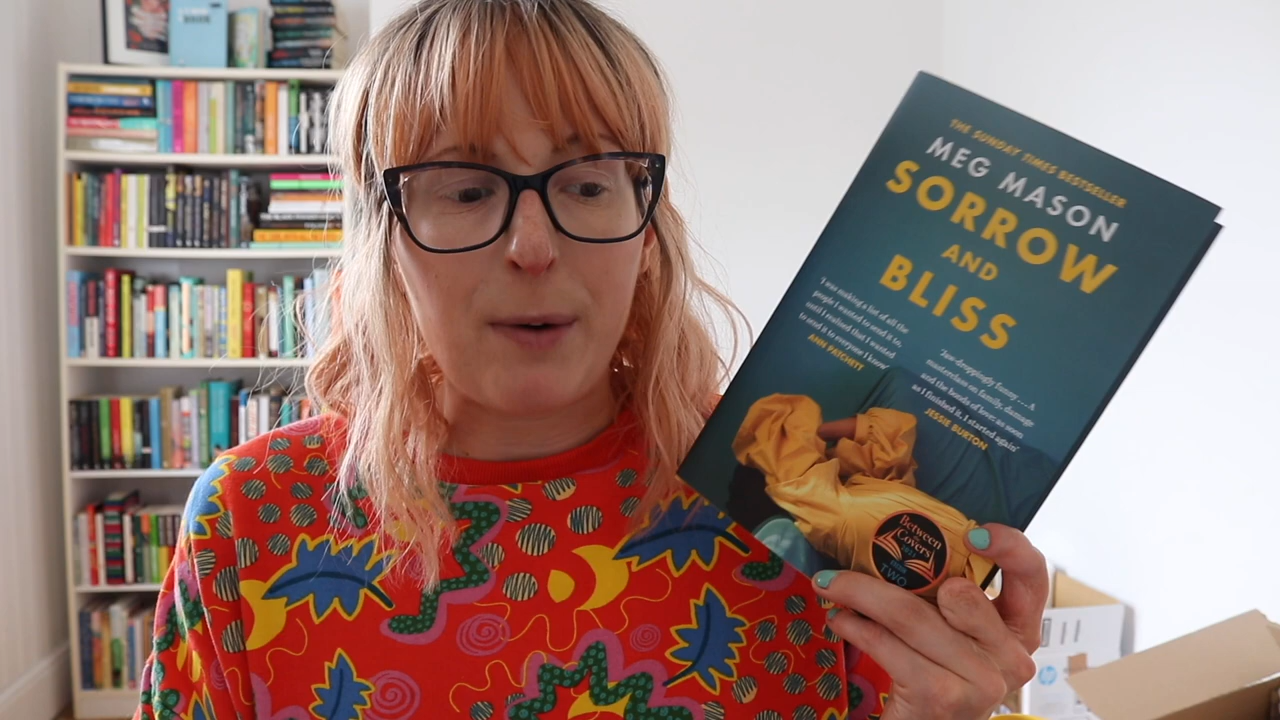 THE SUNDAY TIMES BESTSELLER
MEG MASON
SORROW
AND
BLISS
'I was making a list of all the
people I wanted to send it to,
until I realised that I wanted
to send it to everyone I know'
ANN PATCHETT
'Jaw-droppingly funny . . . A
masterclass on family, damage
and the bonds of love: as soon
as I finished it, I started again'
JESSIE BURTON
Between
the
Covers
BBC
TWO
hp